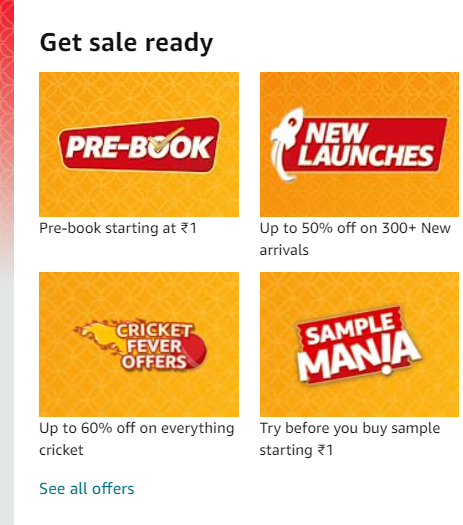 Get sale ready
PRE-BOOK
Pre-book starting at ₹1
NEW
LAUNCHES
Up to 50% off on 300+ New
arrivals
CRICKET
FEVER
OFFERS
Up to 60% off on everything
cricket
SAMPLE
MANIA
Try before you buy sample
starting ₹1
See all offers